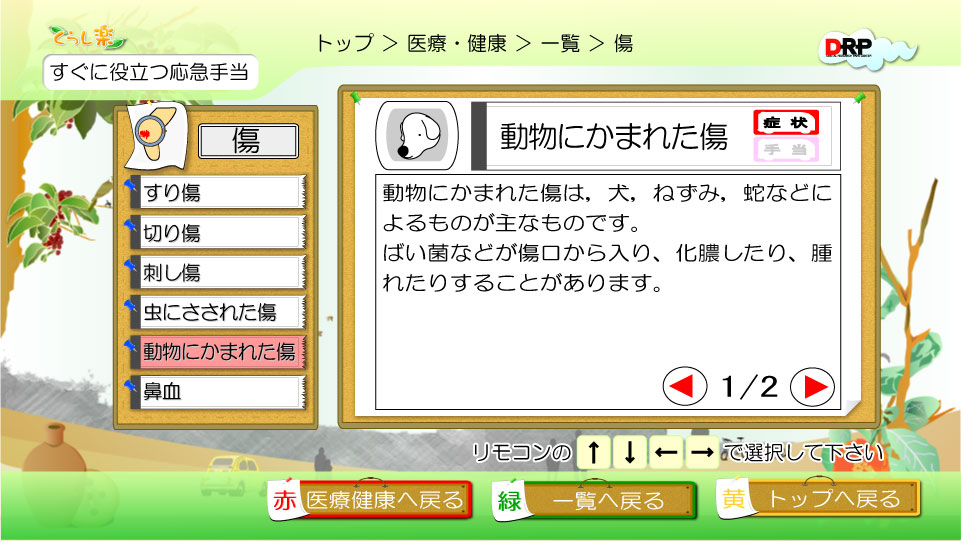 てっし楽
すぐに役立つ応急手当
トップ ＞ 医療・健康 ＞ 一覧 ＞ 傷
DRP
傷
すり傷
切り傷
刺し傷
虫にさされた傷
動物にかまれた傷
鼻血
動物にかまれた傷
症 状
手 当
動物にかまれた傷は，犬，ねずみ，蛇などに
よるものが主なものです。
ばい菌などが傷口から入り、化膿したり、腫
れたりすることがあります。
1/2
リモコンの ↑ ↓ ← → で選択して下さい
赤 医療健康へ戻る
緑 一覧へ戻る
黄 トップへ戻る